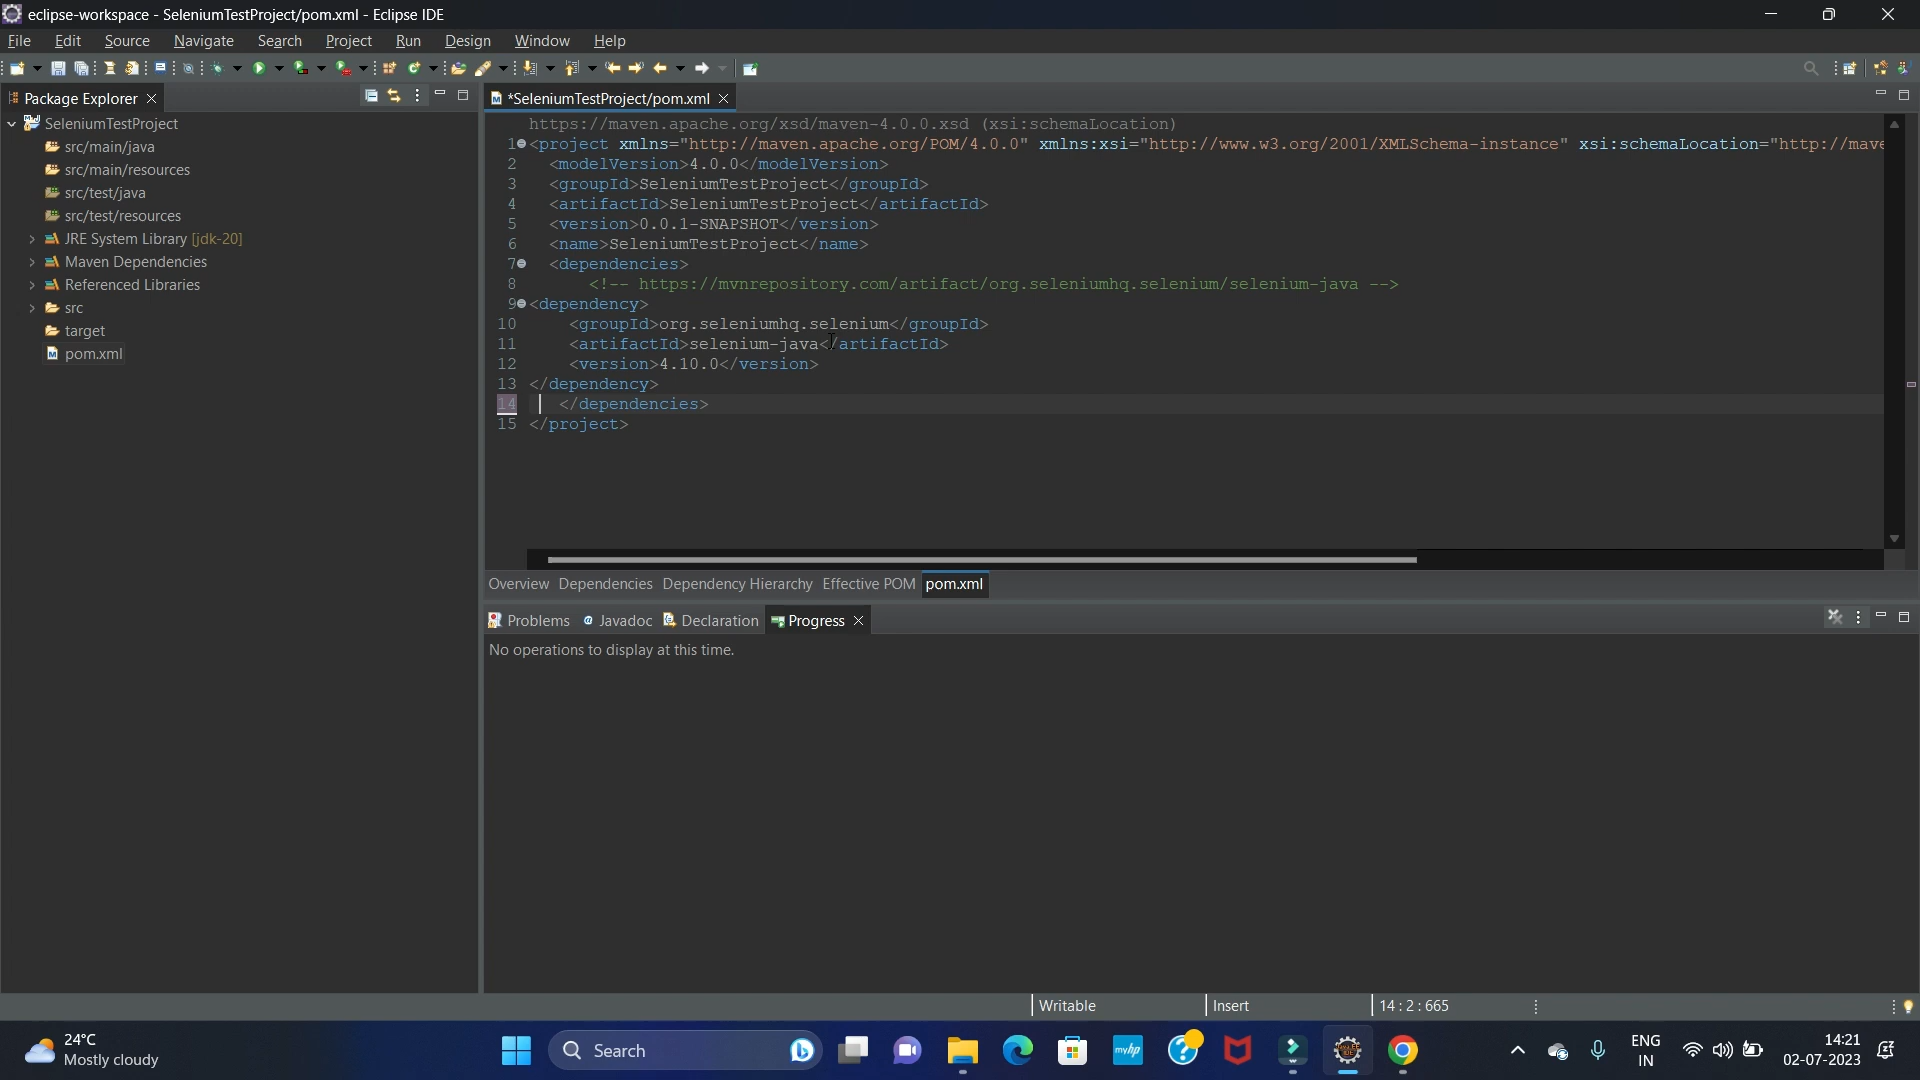 eclipse-workspace - SeleniumTestProject/pom.xml - Eclipse IDE
File Edit Source Navigate Search Project Run Design Window Help
Package Explorer
SeleniumTestProject
src/main/java
src/main/resources
src/test/java
src/test/resources
JRE System Library [jdk-20]
Maven Dependencies
Referenced Libraries
src
target
pom.xml
*SeleniumTestProject/pom.xml
https://maven.apache.org/xsd/maven-4.0.0.xsd (xsi:schemaLocation)
1 <project xmlns="http://maven.apache.org/POM/4.0.0" xmlns:xsi="http://www.w3.org/2001/XMLSchema-instance" xsi:schemaLocation="http://mave
2 <modelVersion>4.0.0</modelVersion>
3 <groupId>SeleniumTestProject</groupId>
4 <artifactId>SeleniumTestProject</artifactId>
5 <version>0.0.1-SNAPSHOT</version>
6 <name>SeleniumTestProject</name>
7 <dependencies>
8 <!-- https://mvnrepository.com/artifact/org.seleniumhq.selenium/selenium-java -->
9 <dependency>
10 <groupId>org.seleniumhq.selenium</groupId>
11 <artifactId>selenium-java</artifactId>
12 <version>4.10.0</version>
13 </dependency>
14 </dependencies>
15 </project>
Overview Dependencies Dependency Hierarchy Effective POM pom.xml
Problems Javadoc Declaration Progress
No operations to display at this time.
Writable Insert 14 : 2 : 665
24°C
Mostly cloudy
Search
myhp
ENG
IN
14:21
02-07-2023